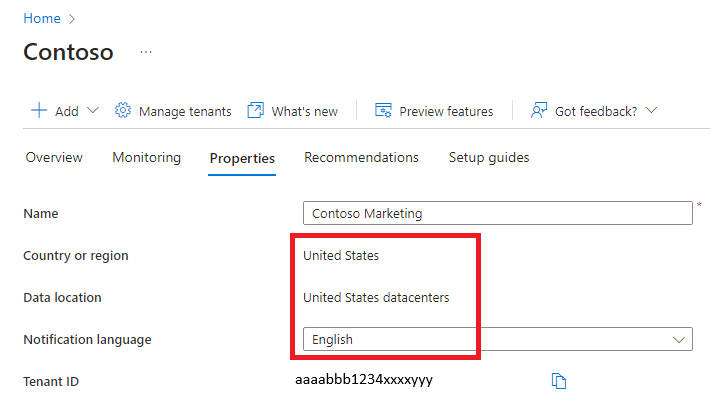 Home >
Contoso ...
Add Manage tenants What's new Preview features Got feedback?
Overview Monitoring Properties Recommendations Setup guides
Name Contoso Marketing *
Country or region United States
Data location United States datacenters
Notification language English
Tenant ID aaaabbb1234xxxxyyy